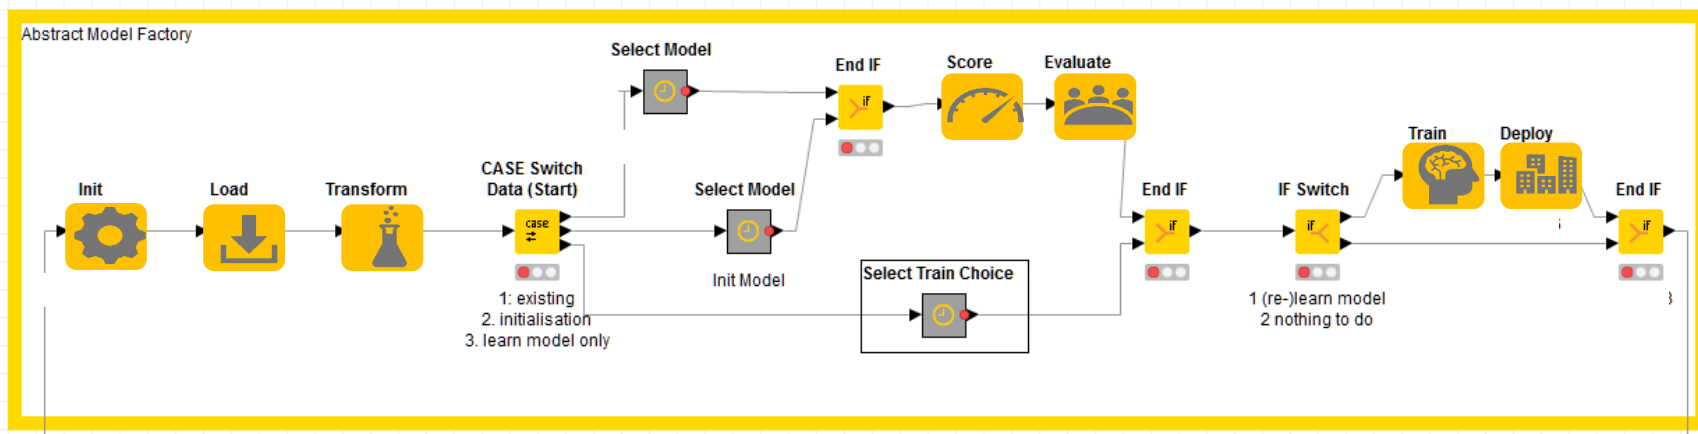 Abstract Model Factory
Select Model
End IF
Score
Evaluate
IF
Train
Deploy
CASE Switch
Data (Start)
Init
Load
Transform
Select Model
End IF
IF Switch
End IF
case
IF
IF
IF
1: existing
2. initialisation
3. learn model only
Init Model
Select Train Choice
1 (re-)learn model
2 nothing to do